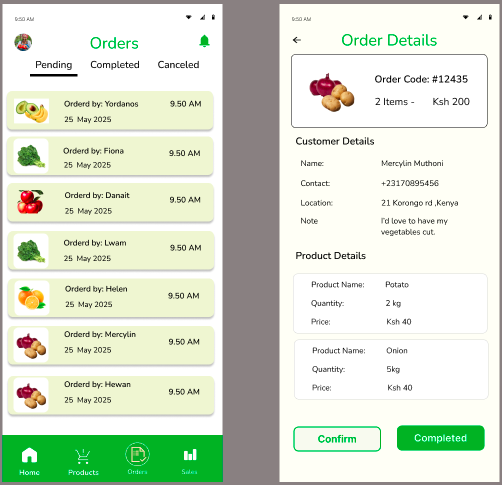 9:50 AM
Orders
Pending Completed Canceled
Orderd by: Yordanos 9.50 AM
25 May 2025
Orderd by: Fiona 9.50 AM
25 May 2025
Orderd by: Danait 9.50 AM
25 May 2025
Orderd by: Lwam 9.50 AM
25 May 2025
Orderd by: Helen 9.50 AM
25 May 2025
Orderd by: Mercylin 9.50 AM
25 May 2025
Orderd by: Hewan 9.50 AM
25 May 2025
Home Products Orders Sales
9:50 AM
Order Details
Order Code: #12435
2 Items - Ksh 200
Customer Details
Name: Mercylin Muthoni
Contact: +23170895456
Location: 21 Korongo rd ,Kenya
Note I'd love to have my
vegetables cut.
Product Details
Product Name: Potato
Quantity: 2 kg
Price: Ksh 40
Product Name: Onion
Quantity: 5kg
Price: Ksh 40
Confirm Completed